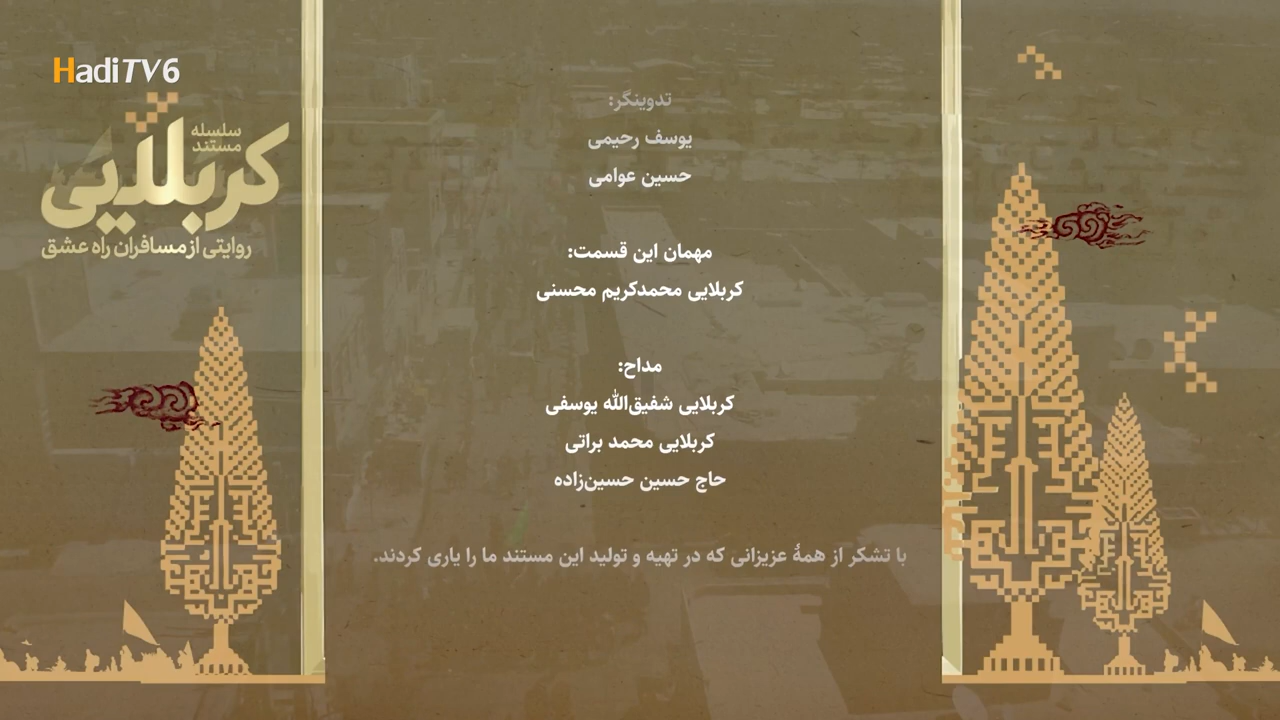 HadiTV6
سلسله
مستند
کربلایی
روایتی از مسافران راه عشق
تدوینگر:
یوسف رحیمی
حسین عوامی
مهمان این قسمت:
کربلایی محمدکریم محسنی
مداح:
کربلایی شفیق‌الله یوسفی
کربلایی محمد براتی
حاج حسین حسین‌زاده
با تشکر از همهٔ عزیزانی که در تهیه و تولید این مستند ما را یاری کردند.